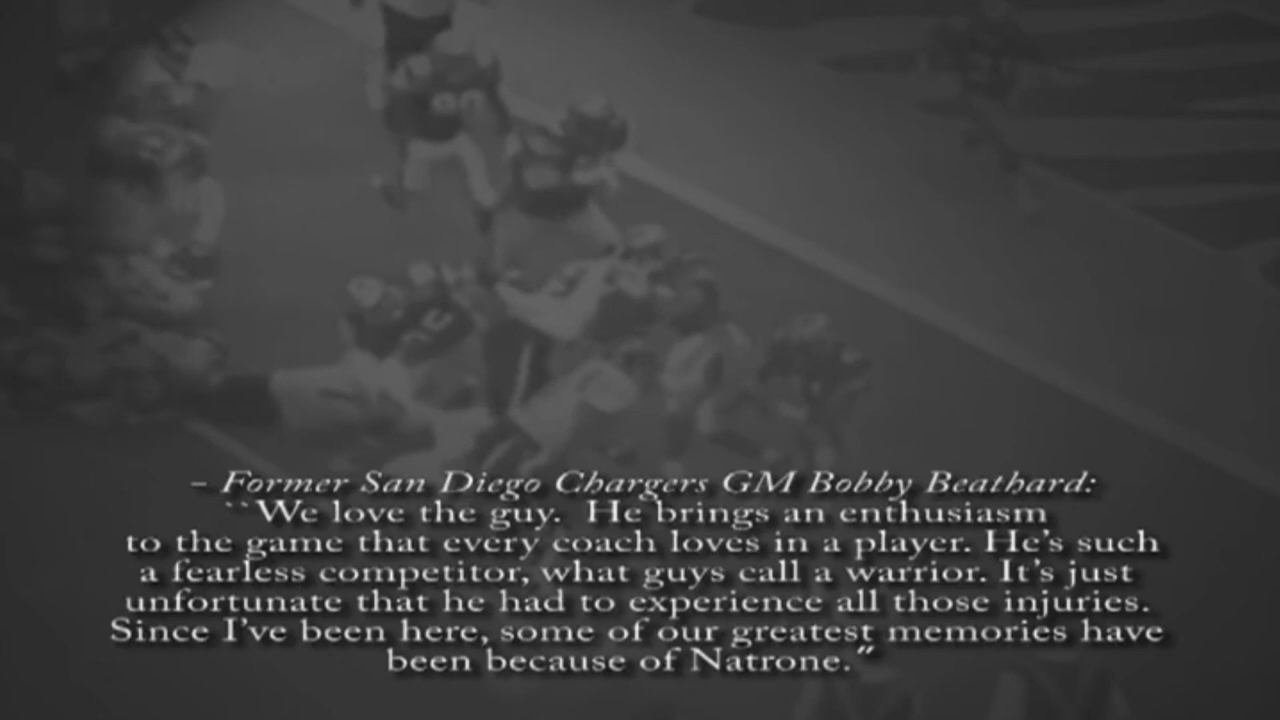 – Former San Diego Chargers GM Bobby Beathard:
``We love the guy.  He brings an enthusiasm
to the game that every coach loves in a player. He's such
a fearless competitor, what guys call a warrior. It's just
unfortunate that he had to experience all those injuries.
Since I've been here, some of our greatest memories have
been because of Natrone."